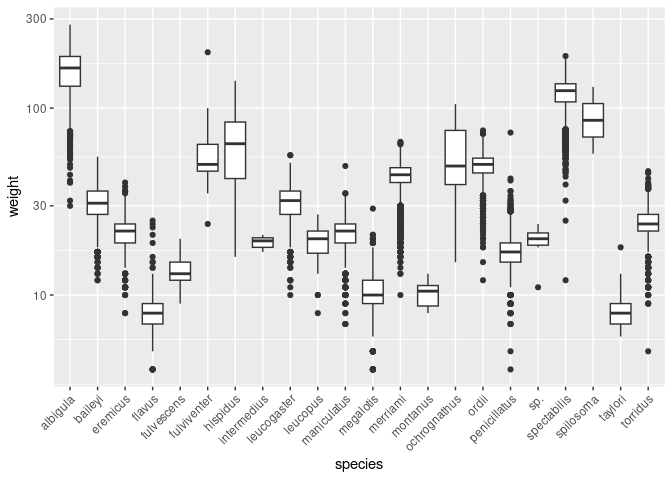 300
100
30
10
weight
albigula
baileyi
eremicus
flavus
fulvescens
fulviventer
hispidus
intermedius
leucogaster
leucopus
maniculatus
megalotis
merriami
montanus
ochrognathus
ordii
penicillatus
sp.
spectabilis
spilosoma
taylori
torridus
species